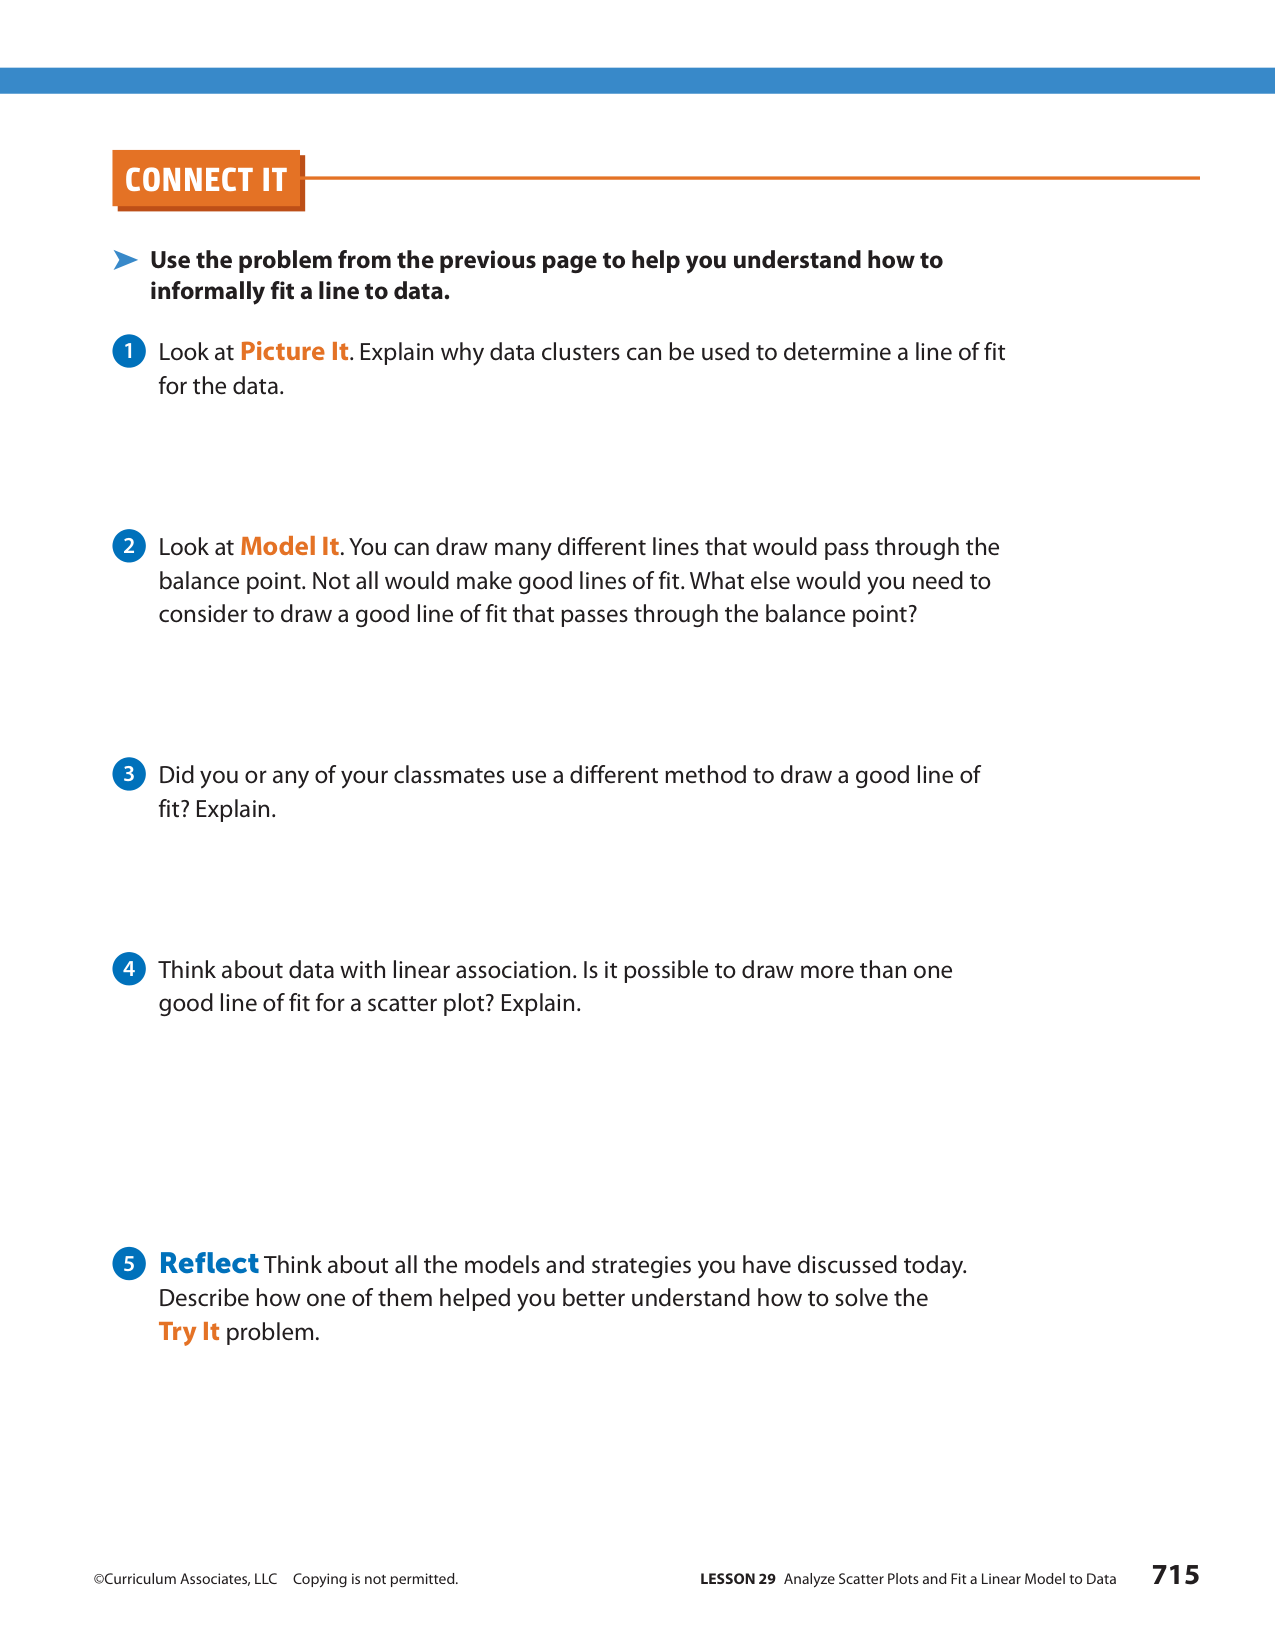 CONNECT IT
➤ Use the problem from the previous page to help you understand how to
informally fit a line to data.
1 Look at Picture It. Explain why data clusters can be used to determine a line of fit
for the data.
2 Look at Model It. You can draw many different lines that would pass through the
balance point. Not all would make good lines of fit. What else would you need to
consider to draw a good line of fit that passes through the balance point?
3 Did you or any of your classmates use a different method to draw a good line of
fit? Explain.
4 Think about data with linear association. Is it possible to draw more than one
good line of fit for a scatter plot? Explain.
5 Reflect Think about all the models and strategies you have discussed today.
Describe how one of them helped you better understand how to solve the
Try It problem.
©Curriculum Associates, LLC Copying is not permitted. LESSON 29 Analyze Scatter Plots and Fit a Linear Model to Data 715